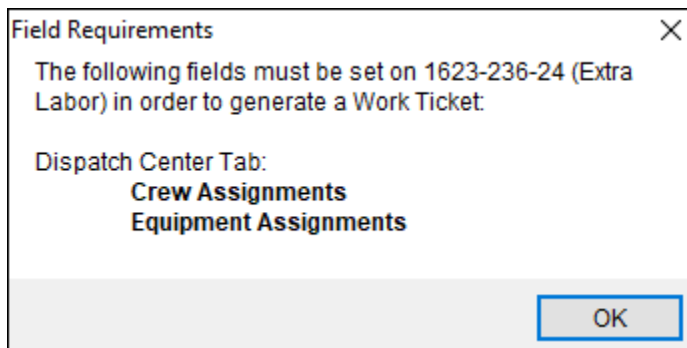 Field Requirements
The following fields must be set on 1623-236-24 (Extra
Labor) in order to generate a Work Ticket:
Dispatch Center Tab:
Crew Assignments
Equipment Assignments
OK